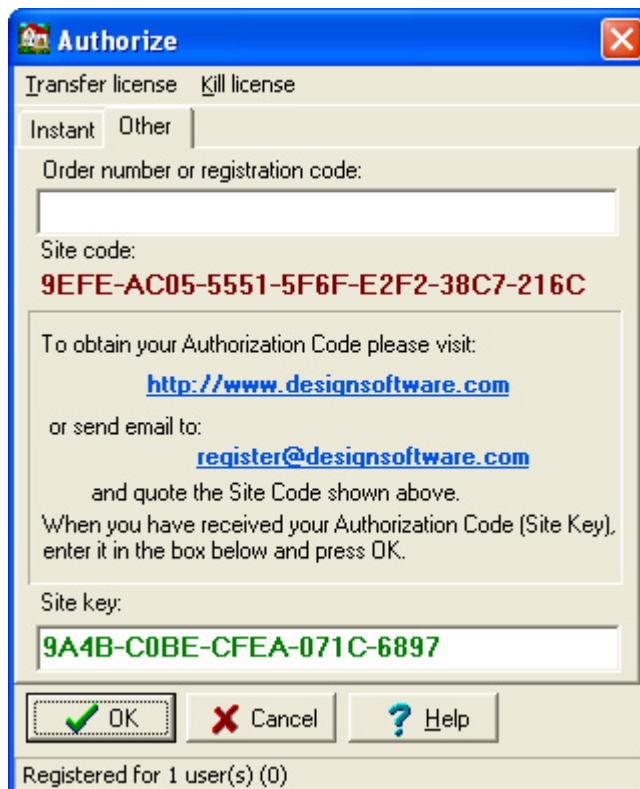 Authorize
Transfer license Kill license
Instant Other
Order number or registration code:
Site code:
9EFE-AC05-5551-5F6F-E2F2-38C7-216C
To obtain your Authorization Code please visit:
http://www.designsoftware.com
or send email to:
register@designsoftware.com
and quote the Site Code shown above.
When you have received your Authorization Code (Site Key),
enter it in the box below and press OK.
Site key:
9A4B-C0BE-CFEA-071C-6897
OK Cancel Help
Registered for 1 user(s) (0)